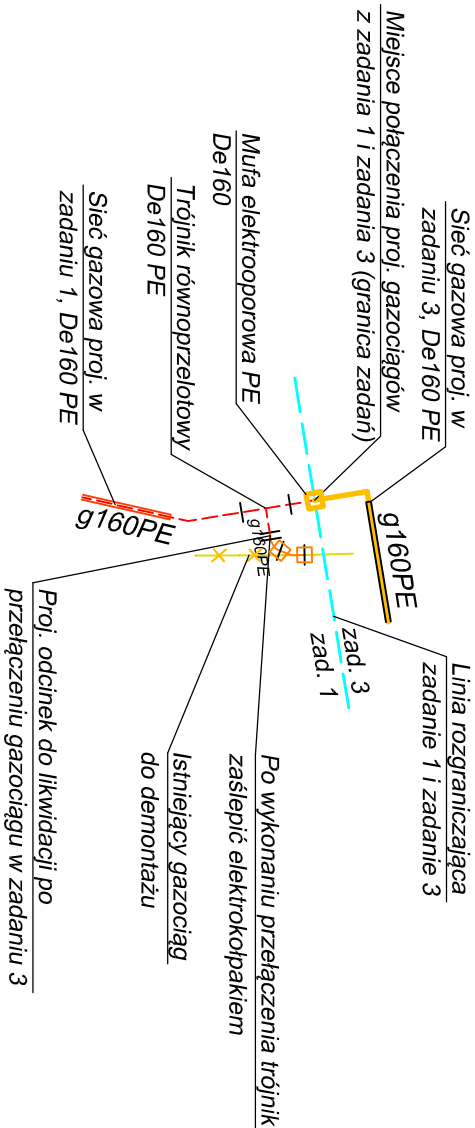 Sieć gazowa proj. w
zadaniu 3, De160 PE
Miejsce połączenia proj. gazociągów
z zadania 1 i zadania 3 (granica zadań)
Mufa elektrooporowa PE
De160
Trójnik równoprzelotowy
De160 PE
Sieć gazowa proj. w
zadaniu 1, De160 PE
g160PE
g160PE
g160PE
zad. 3
zad. 1
Linia rozgraniczająca
zadanie 1 i zadanie 3
Po wykonaniu przełączenia trójnik
zaślepić elektrokołpakiem
Istniejący gazociąg
do demontażu
Proj. odcinek do likwidacji po
przełączeniu gazociągu w zadaniu 3